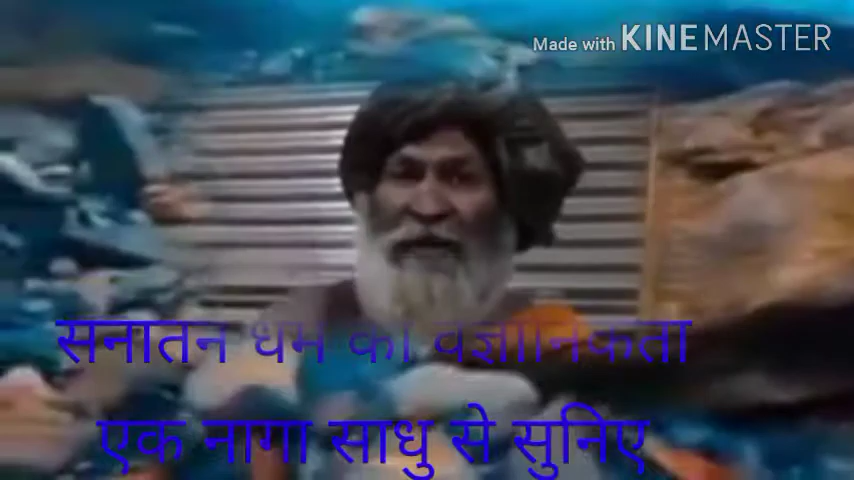 Made with KINEMASTER
सनातन धर्म की वैज्ञानिकता
एक नागा साधु से सुनिए